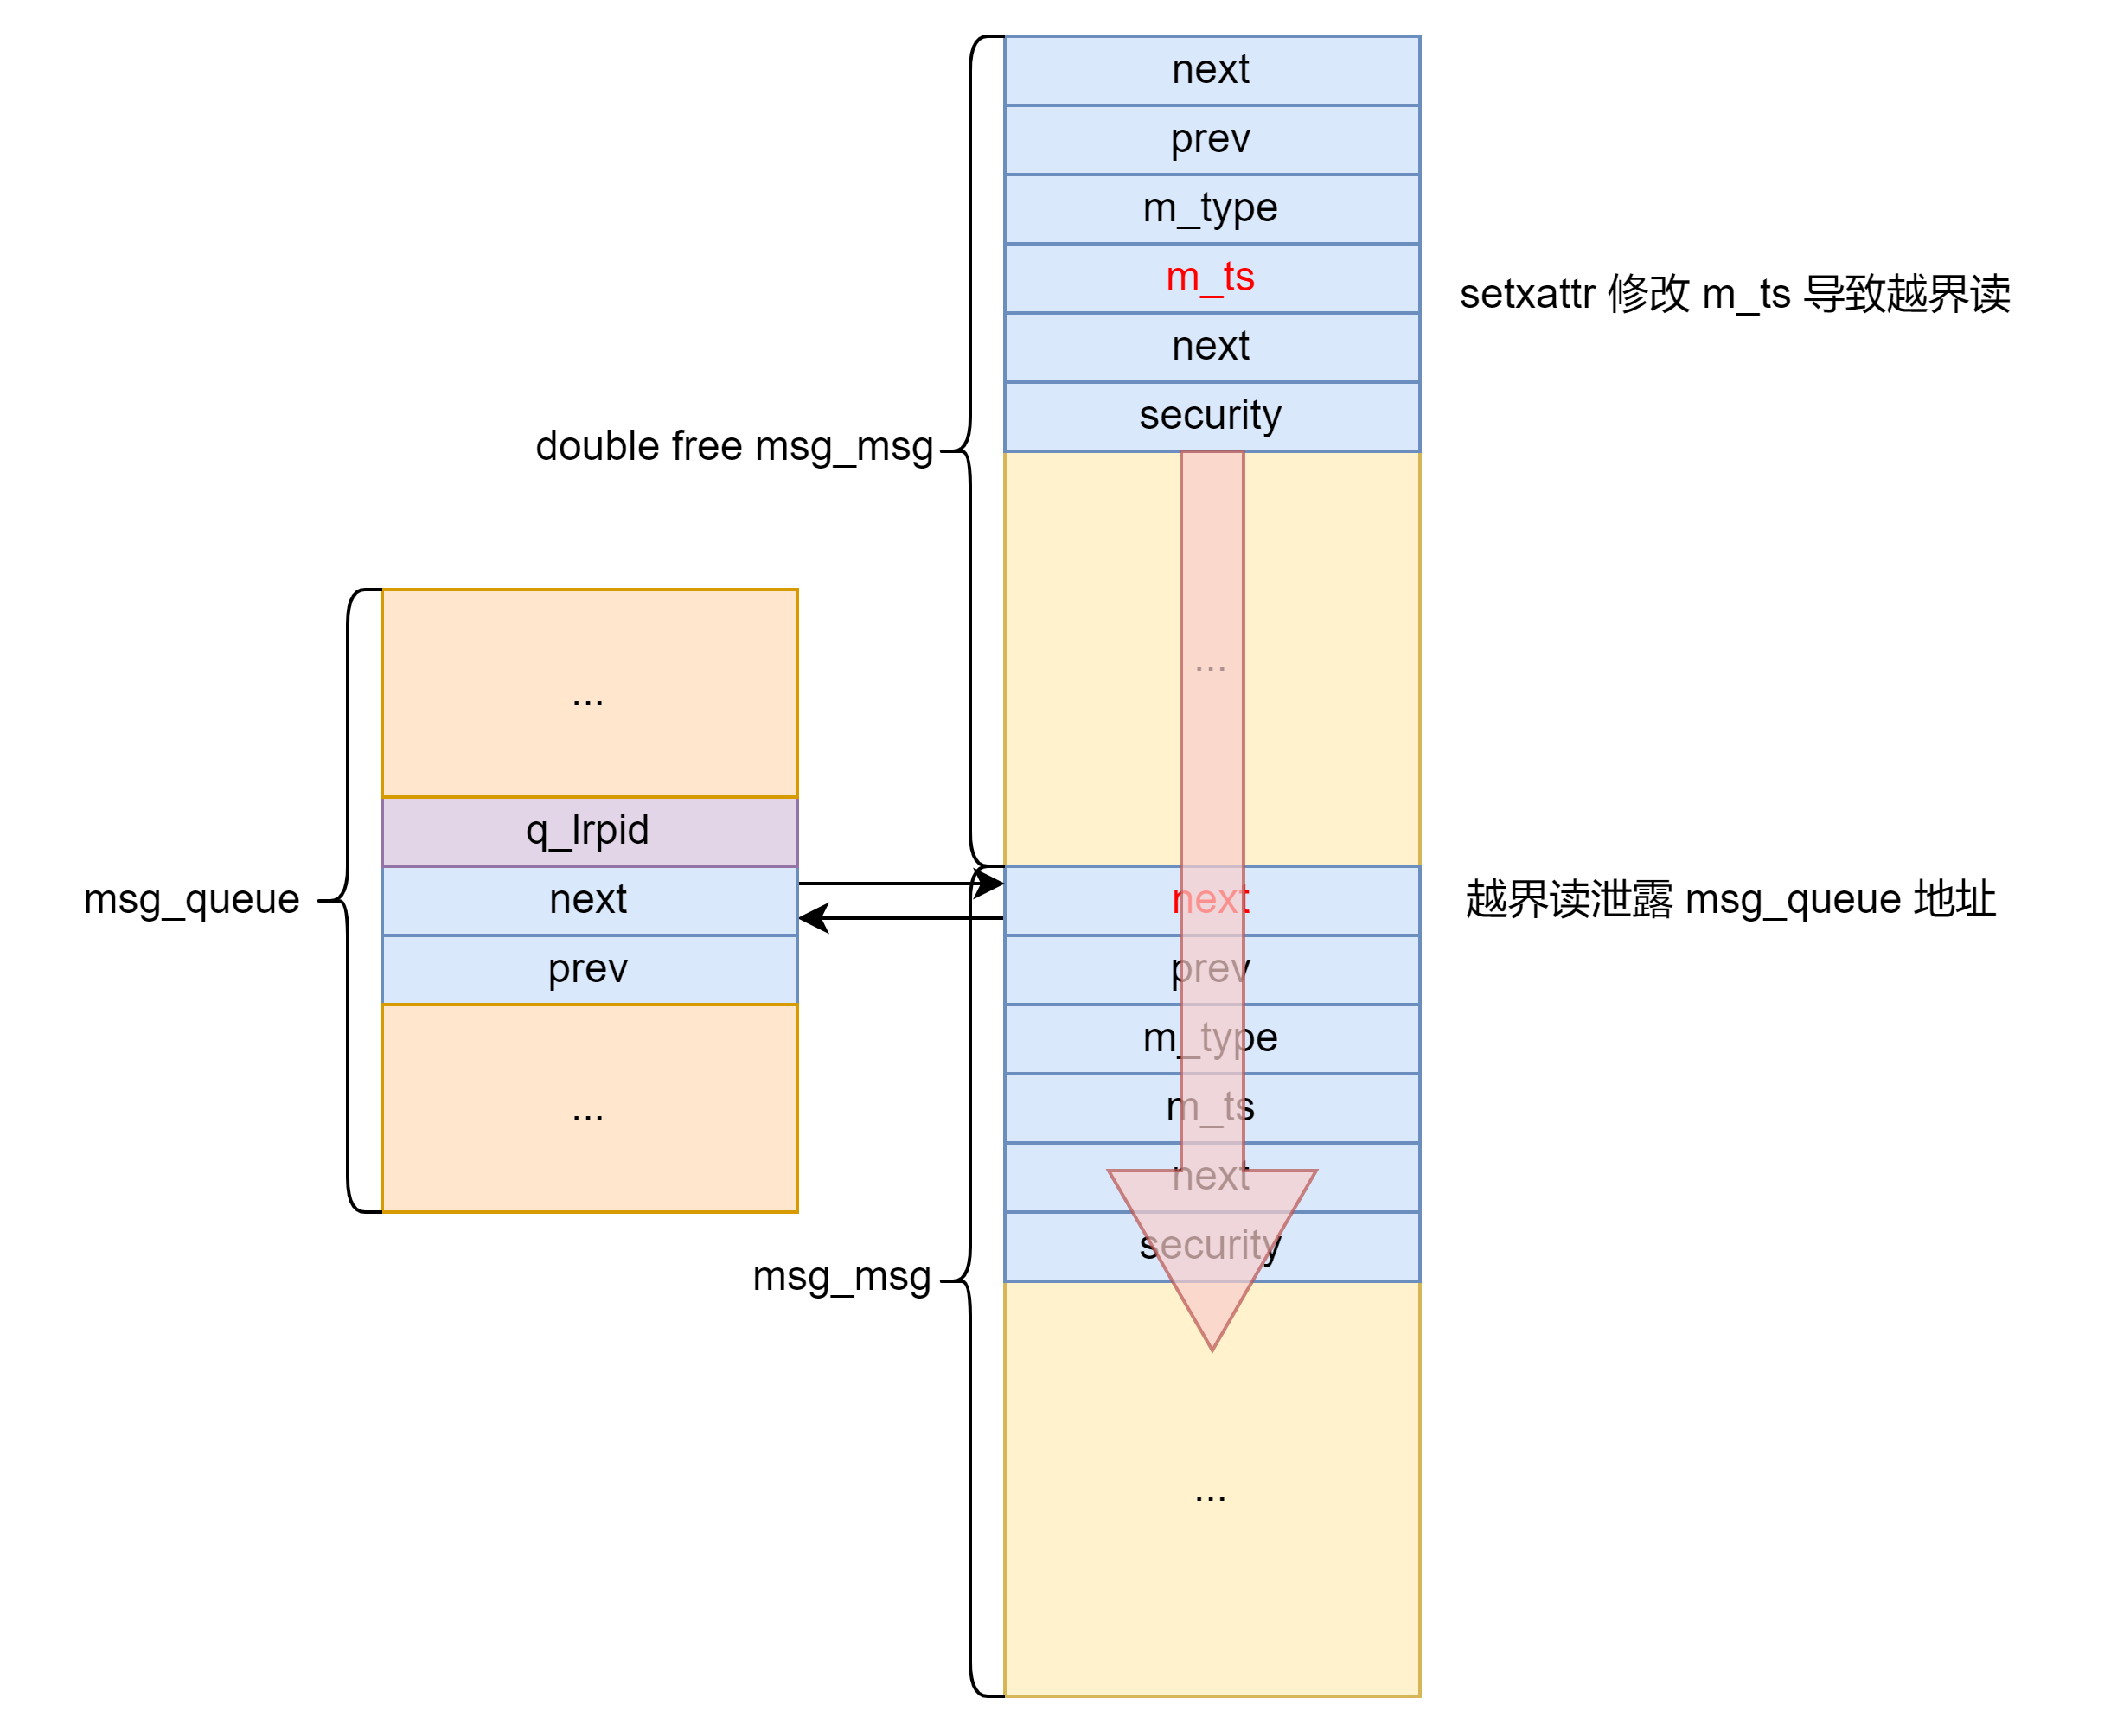 next
prev
m_type
m_ts
setxattr 修改 m_ts 导致越界读
next
security
double free msg_msg
...
...
q_lrpid
msg_queue
next
next
越界读泄露 msg_queue 地址
prev
prev
m_type
...
m_ts
next
security
msg_msg
...